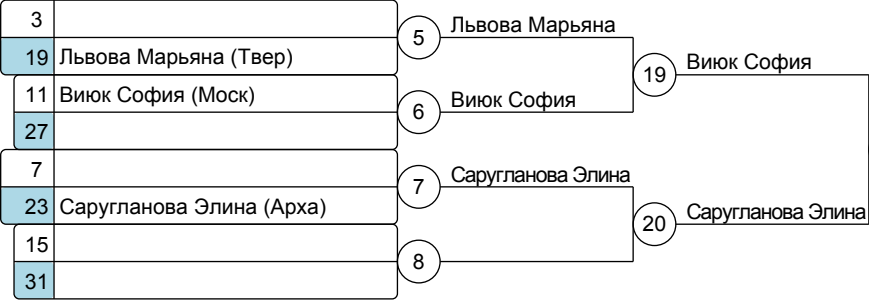 3
19 Львова Марьяна (Твер)
5 Львова Марьяна
11 Виюк София (Моск)
27
6 Виюк София
19 Виюк София
7
23 Саругланова Элина (Арха)
7 Саругланова Элина
15
31
8
20 Саругланова Элина